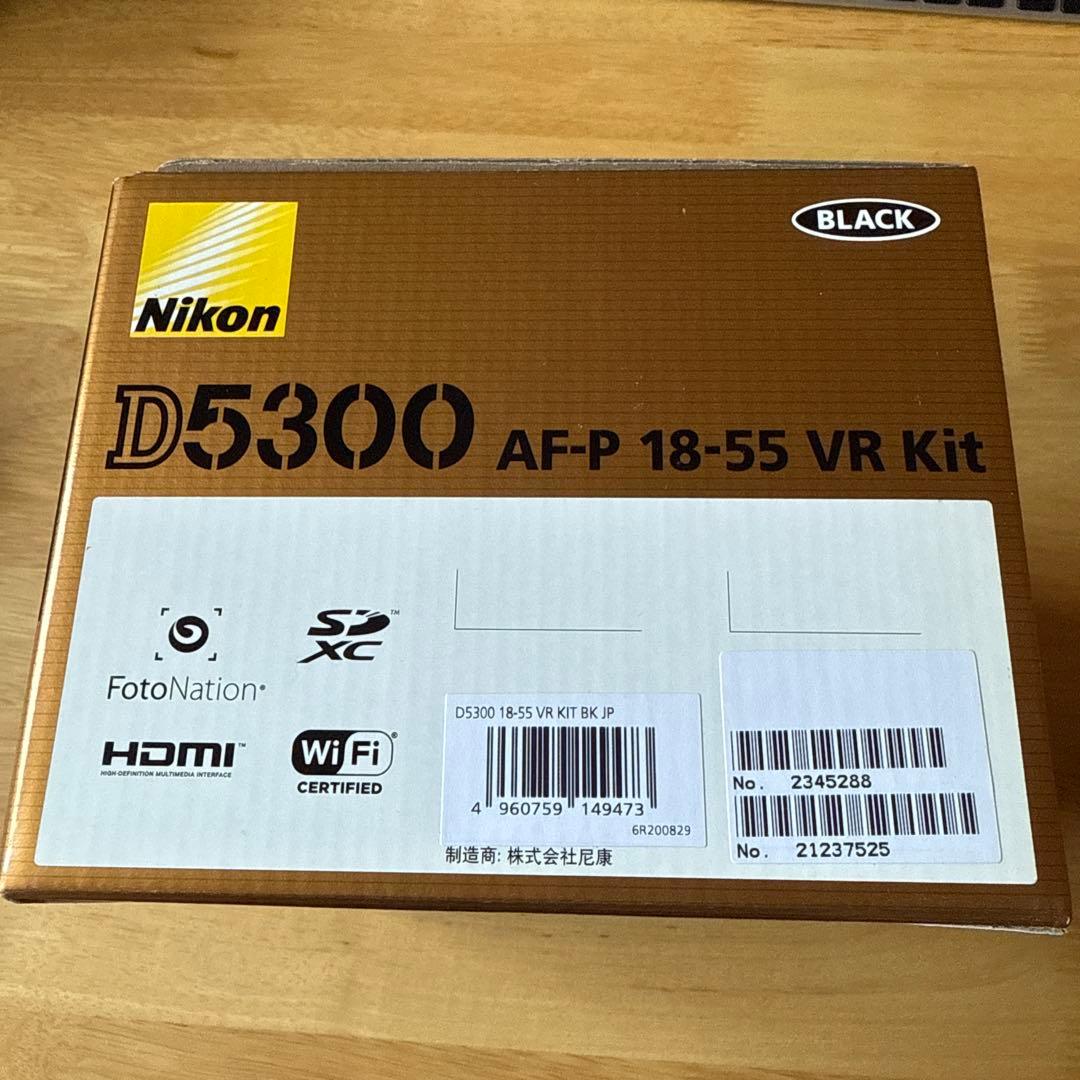 BLACK
Nikon
D5300 AF-P 18-55 VR Kit
SD XC™
FotoNation®
HDMI™
HIGH-DEFINITION MULTIMEDIA INTERFACE
Wi Fi®
CERTIFIED
D5300 18-55 VR KIT BK JP
4 960759 149473
6R200829
制造商: 株式会社尼康
No. 2345288
No. 21237525